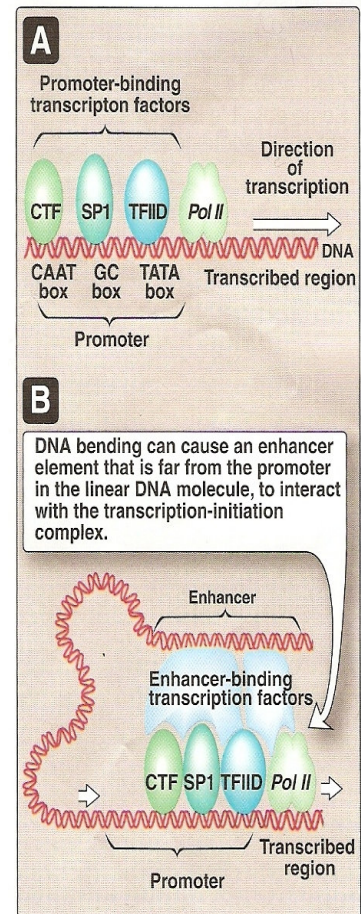 A
Promoter-binding
transcripton factors
Direction
of
transcription
CTF SP1 TFIID Pol II
DNA
CAAT GC TATA Transcribed region
box box box
Promoter
B
DNA bending can cause an enhancer
element that is far from the promoter
in the linear DNA molecule, to interact
with the transcription-initiation
complex.
Enhancer
Enhancer-binding
transcription factors
CTF SP1 TFIID Pol II
Transcribed
region
Promoter